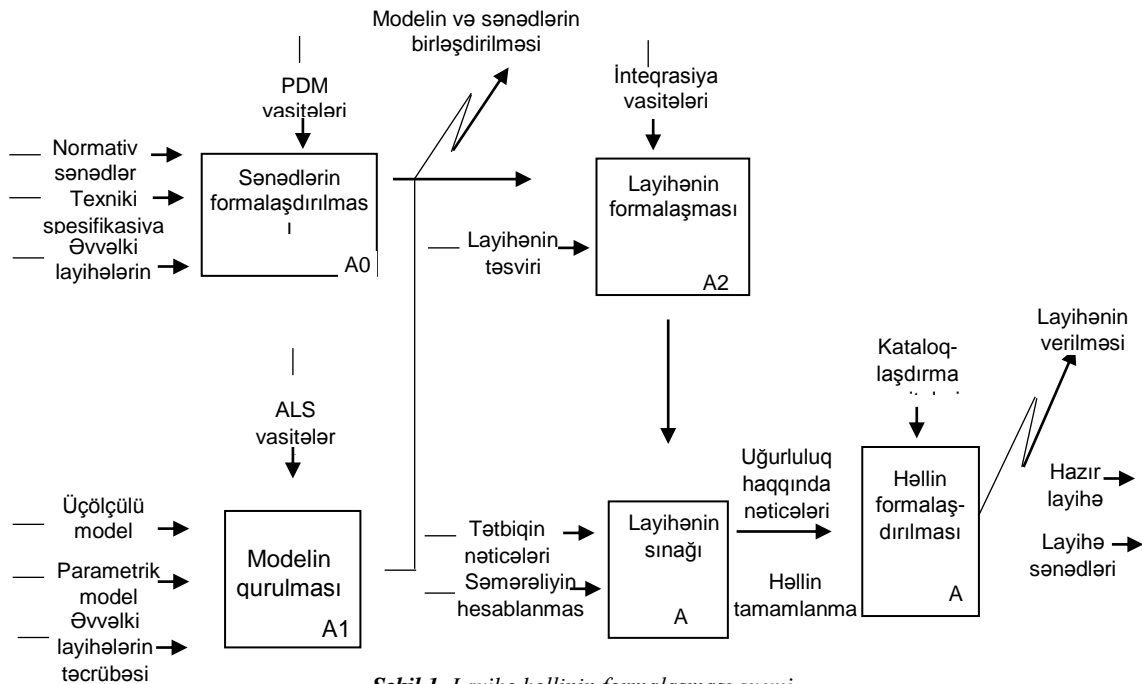 Modelin və sənədlərin
birləşdirilməsi
PDM
vasitələri
İnteqrasiya
vasitələri
Normativ
sənədlər
Texniki
spesifikasiya
Əvvəlki
layihələrin
Sənədlərin
formalaşdırılmas
ı
A0
Layihənin
formalaşması
A2
Layihənin
təsviri
Layihənin
verilməsi
Kataloq-
laşdırma
ALS
vasitələr
Üçölçülü
model
Parametrik
model
Əvvəlki
layihələrin
təcrübəsi
Modelin
qurulması
A1
Tətbiqin
nəticələri
Səmərəliyin
hesablanmas
Layihənin
sınağı
A
Uğurluluq
haqqında
nəticələri
Həllin
tamamlanma
Həllin
formalaş-
dırılması
A
Hazır
layihə
Layihə
sənədləri